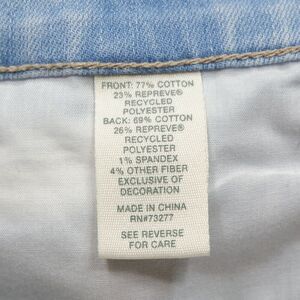 FRONT: 77% COTTON
23% REPREVE®
RECYCLED
POLYESTER
BACK: 69% COTTON
26% REPREVE®
RECYCLED
POLYESTER
1% SPANDEX
4% OTHER FIBER
EXCLUSIVE OF
DECORATION
MADE IN CHINA
RN#73277
SEE REVERSE
FOR CARE